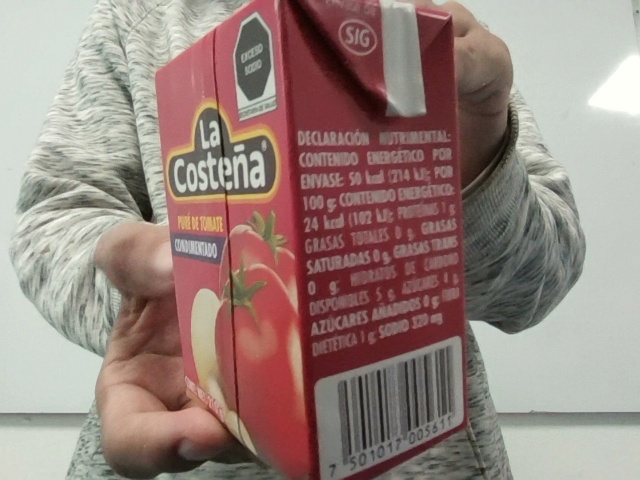 SIG
EXCESO
SODIO
SECRETARÍA DE SALUD
La
Costeña
PURÉ DE TOMATE
CONDIMENTADO
DECLARACIÓN NUTRIMENTAL:
CONTENIDO ENERGÉTICO POR
ENVASE: 50 kcal (214 kJ); POR
100 g: CONTENIDO ENERGÉTICO:
24 kcal (102 kJ); PROTEÍNAS 1 g;
GRASAS TOTALES 0 g; GRASAS
SATURADAS 0 g, GRASAS TRANS
0 g; HIDRATOS DE CARBONO
DISPONIBLES 5 g, AZÚCARES 4 g,
AZÚCARES AÑADIDOS 0 g; FIBRA
DIETÉTICA 1 g; SODIO 320 mg
7 501017 005611